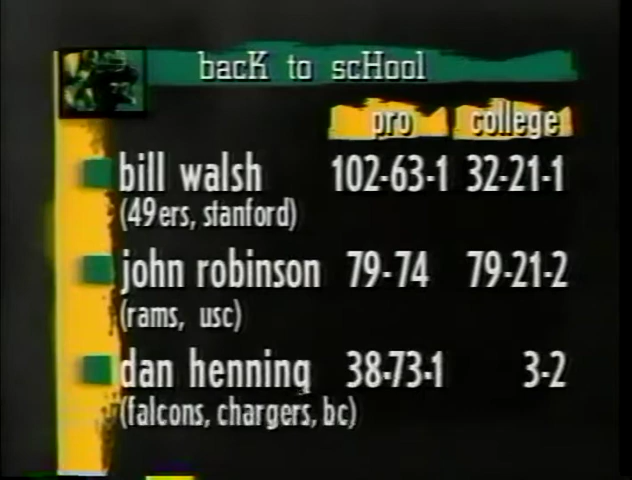 bacK to scHool
pro college
bill walsh 102-63-1 32-21-1
(49ers, stanford)
john robinson 79-74 79-21-2
(rams, usc)
dan henning 38-73-1 3-2
(falcons, chargers, bc)